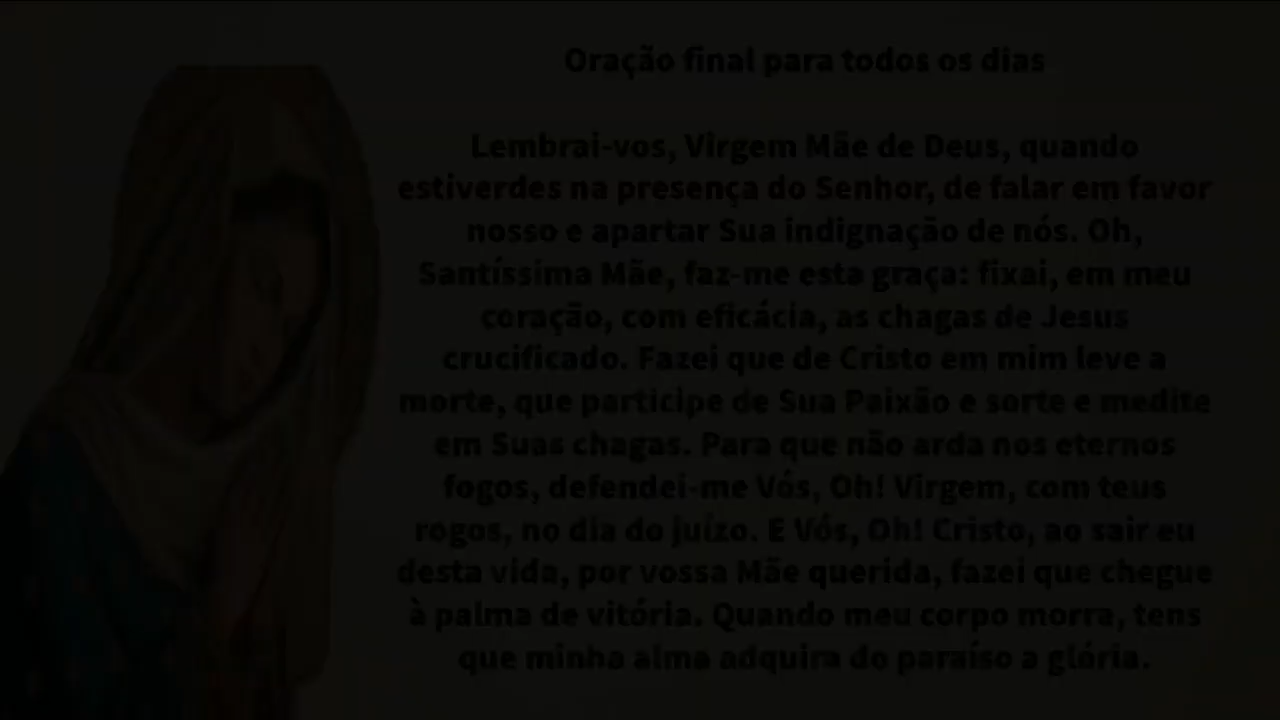 Oração final para todos os dias
Lembrai-vos, Virgem Mãe de Deus, quando
estiverdes na presença do Senhor, de falar em favor
nosso e apartar Sua indignação de nós. Oh,
Santíssima Mãe, faz-me esta graça: fixai, em meu
coração, com eficácia, as chagas de Jesus
crucificado. Fazei que de Cristo em mim leve a
morte, que participe de Sua Paixão e sorte e medite
em Suas chagas. Para que não arda nos eternos
fogos, defendei-me Vós, Oh! Virgem, com teus
rogos, no dia do juízo. E Vós, Oh! Cristo, ao sair eu
desta vida, por vossa Mãe querida, fazei que chegue
à palma de vitória. Quando meu corpo morra, tens
que minha alma adquira do paraíso a glória.